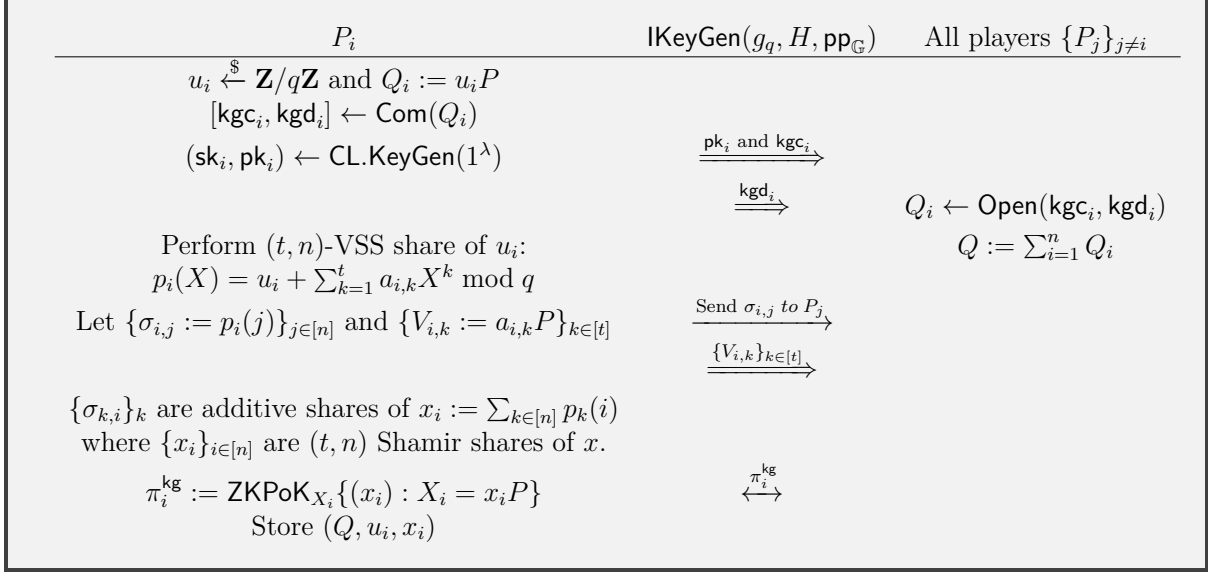 P_i IKeyGen(g_q, H, pp_𝔾) All players {P_j}_{j≠i}
u_i ←$ Z/qZ and Q_i := u_iP
[kgc_i, kgd_i] ← Com(Q_i)
(sk_i, pk_i) ← CL.KeyGen(1^λ) pk_i and kgc_i ⟹
kgd_i ⟹ Q_i ← Open(kgc_i, kgd_i)
Perform (t, n)-VSS share of u_i: Q := ∑_{i=1}^n Q_i
p_i(X) = u_i + ∑_{k=1}^t a_{i,k}X^k mod q
Let {σ_{i,j} := p_i(j)}_{j∈[n]} and {V_{i,k} := a_{i,k}P}_{k∈[t]} Send σ_{i,j} to P_j →
{V_{i,k}}_{k∈[t]} ⟹
{σ_{k,i}}_k are additive shares of x_i := ∑_{k∈[n]} p_k(i)
where {x_i}_{i∈[n]} are (t, n) Shamir shares of x.
π_i^{kg} := ZKPoK_{X_i}{(x_i) : X_i = x_iP} π_i^{kg} ↔
Store (Q, u_i, x_i)